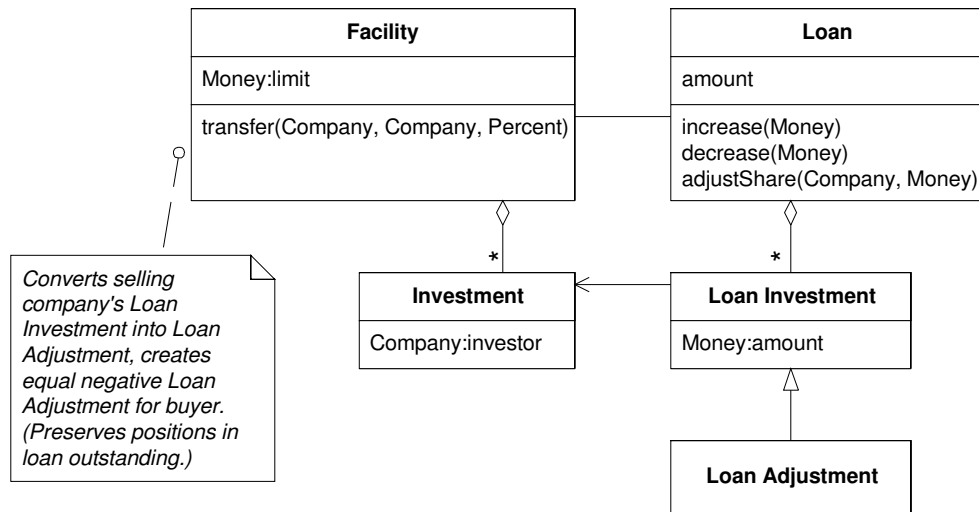 Facility
Money:limit
transfer(Company, Company, Percent)
Loan
amount
increase(Money)
decrease(Money)
adjustShare(Company, Money)
*
*
Converts selling
company's Loan
Investment into Loan
Adjustment, creates
equal negative Loan
Adjustment for buyer.
(Preserves positions in
loan outstanding.)
Investment
Company:investor
Loan Investment
Money:amount
Loan Adjustment